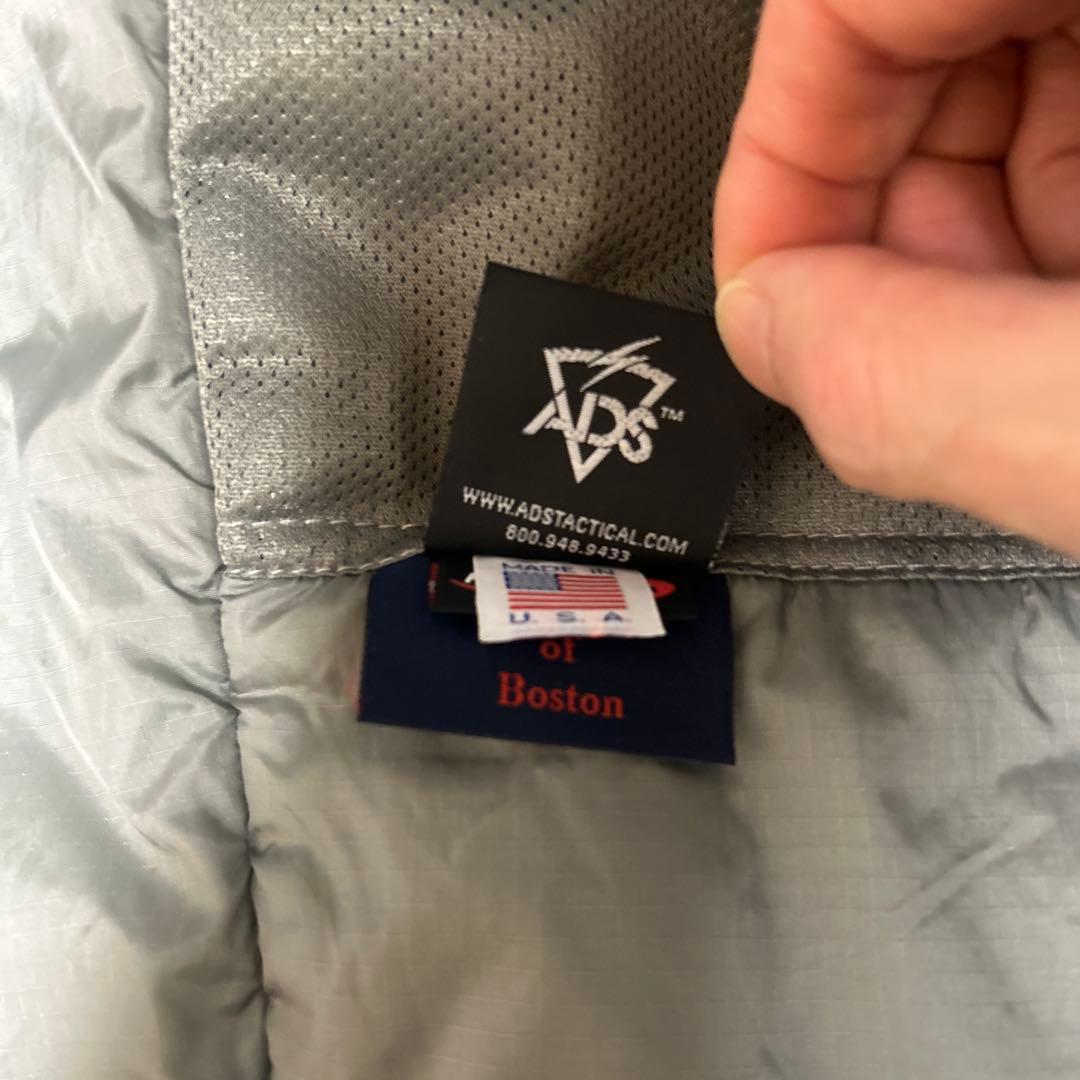 ADS™
WWW.ADSTACTICAL.COM
800.948.9433
MADE IN
U. S. A.
of
Boston